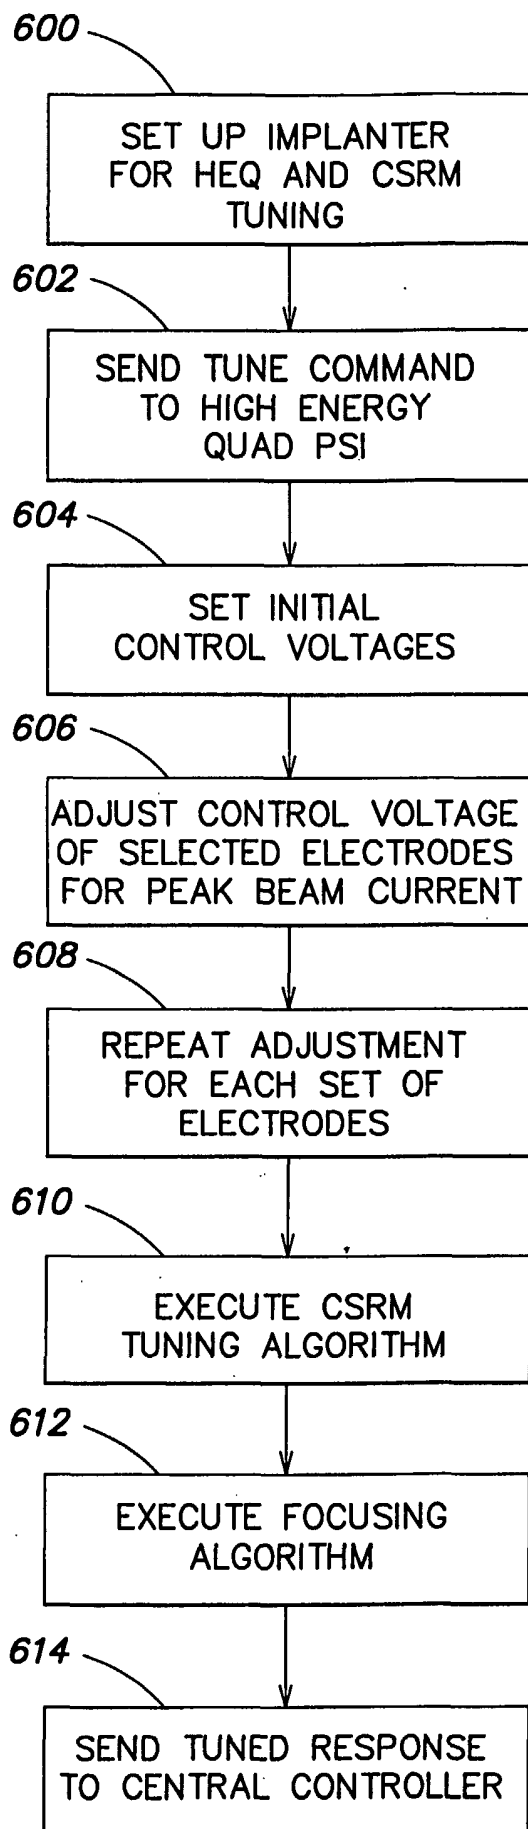 600
SET UP IMPLANTER
FOR HEQ AND CSRM
TUNING
602
SEND TUNE COMMAND
TO HIGH ENERGY
QUAD PSI
604
SET INITIAL
CONTROL VOLTAGES
606
ADJUST CONTROL VOLTAGE
OF SELECTED ELECTRODES
FOR PEAK BEAM CURRENT
608
REPEAT ADJUSTMENT
FOR EACH SET OF
ELECTRODES
610
EXECUTE CSRM
TUNING ALGORITHM
612
EXECUTE FOCUSING
ALGORITHM
614
SEND TUNED RESPONSE
TO CENTRAL CONTROLLER